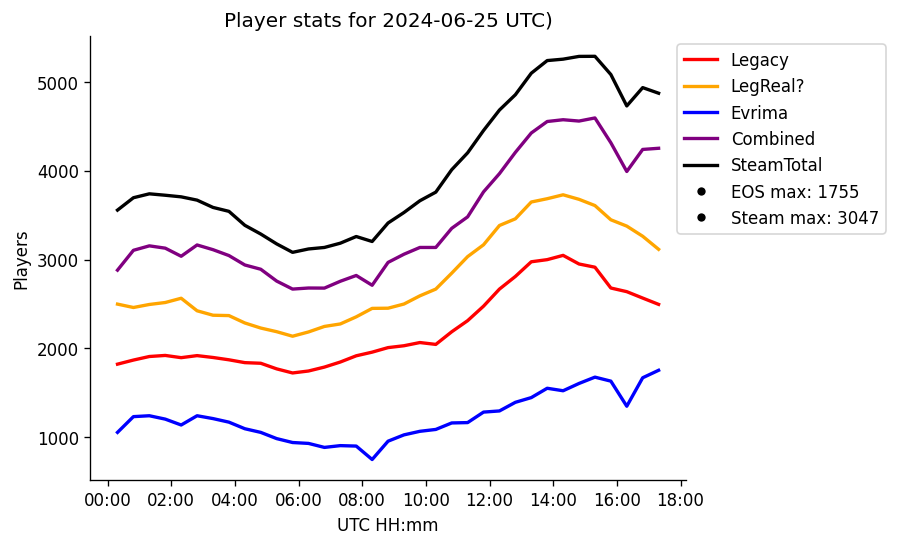 Player stats for 2024-06-25 UTC)
Legacy
LegReal?
Evrima
Combined
SteamTotal
EOS max: 1755
Steam max: 3047
Players
5000
4000
3000
2000
1000
00:00 02:00 04:00 06:00 08:00 10:00 12:00 14:00 16:00 18:00
UTC HH:mm